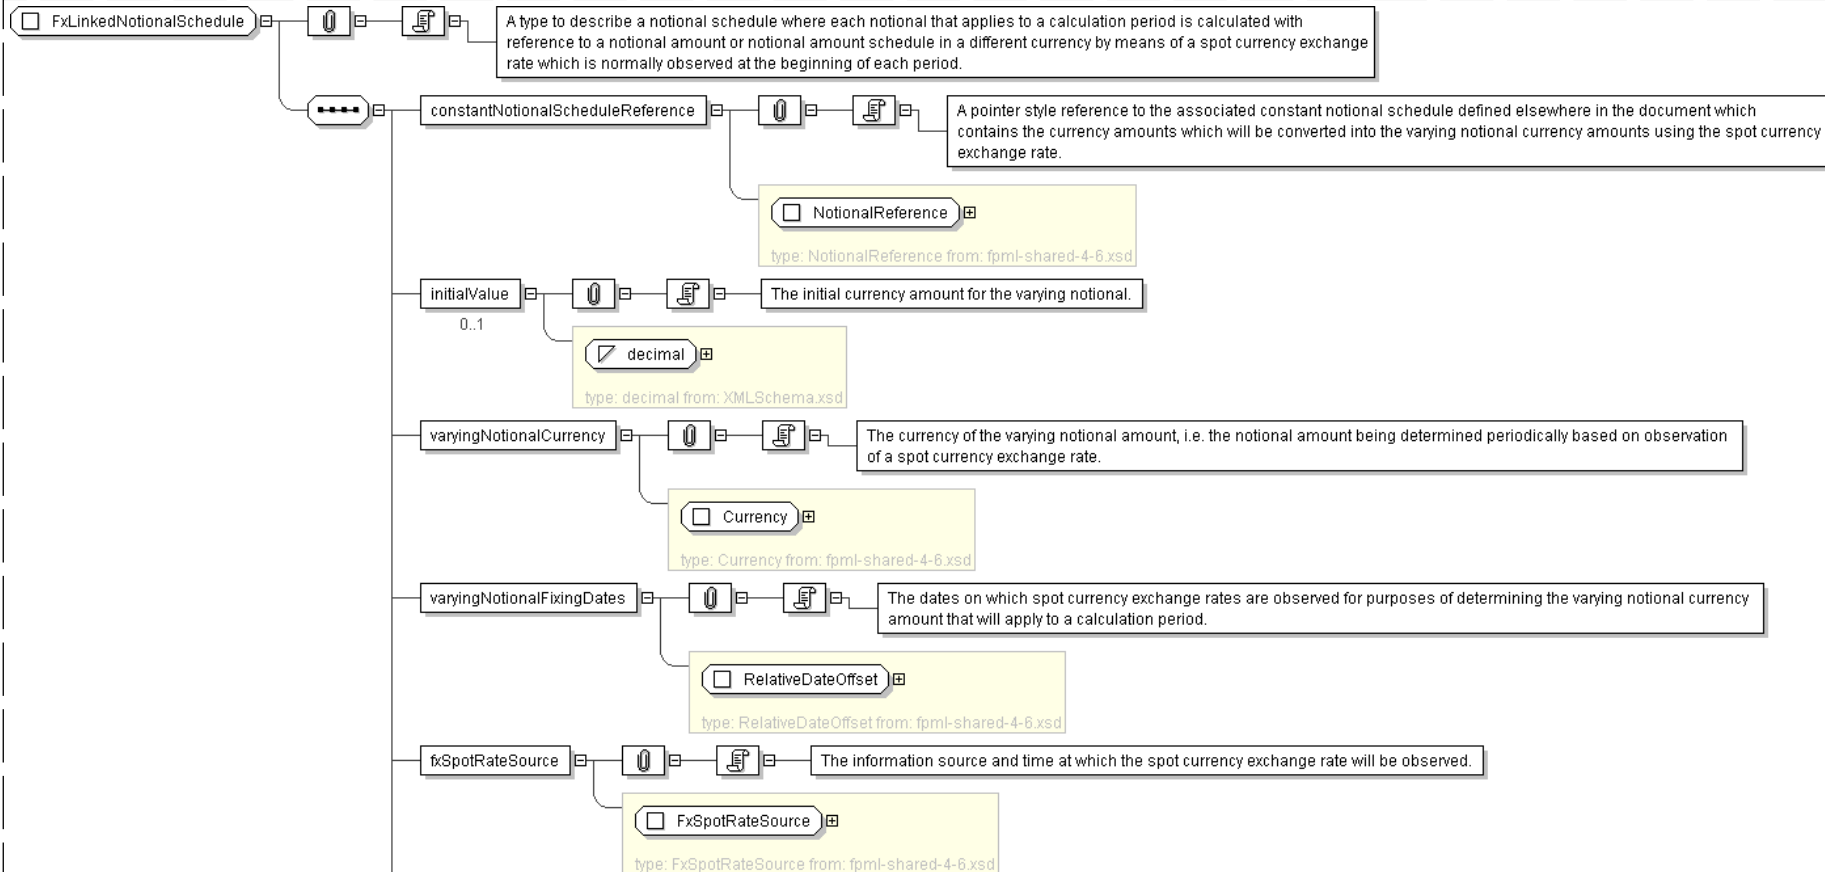 FxLinkedNotionalSchedule
A type to describe a notional schedule where each notional that applies to a calculation period is calculated with
reference to a notional amount or notional amount schedule in a different currency by means of a spot currency exchange
rate which is normally observed at the beginning of each period.
constantNotionalScheduleReference
A pointer style reference to the associated constant notional schedule defined elsewhere in the document which
contains the currency amounts which will be converted into the varying notional currency amounts using the spot currency
exchange rate.
NotionalReference
type: NotionalReference from: fpml-shared-4-6.xsd
initialValue
The initial currency amount for the varying notional.
0..1
decimal
type: decimal from: XMLSchema.xsd
varyingNotionalCurrency
The currency of the varying notional amount, i.e. the notional amount being determined periodically based on observation
of a spot currency exchange rate.
Currency
type: Currency from: fpml-shared-4-6.xsd
varyingNotionalFixingDates
The dates on which spot currency exchange rates are observed for purposes of determining the varying notional currency
amount that will apply to a calculation period.
RelativeDateOffset
type: RelativeDateOffset from: fpml-shared-4-6.xsd
fxSpotRateSource
The information source and time at which the spot currency exchange rate will be observed.
FxSpotRateSource
type: FxSpotRateSource from: fpml-shared-4-6.xsd